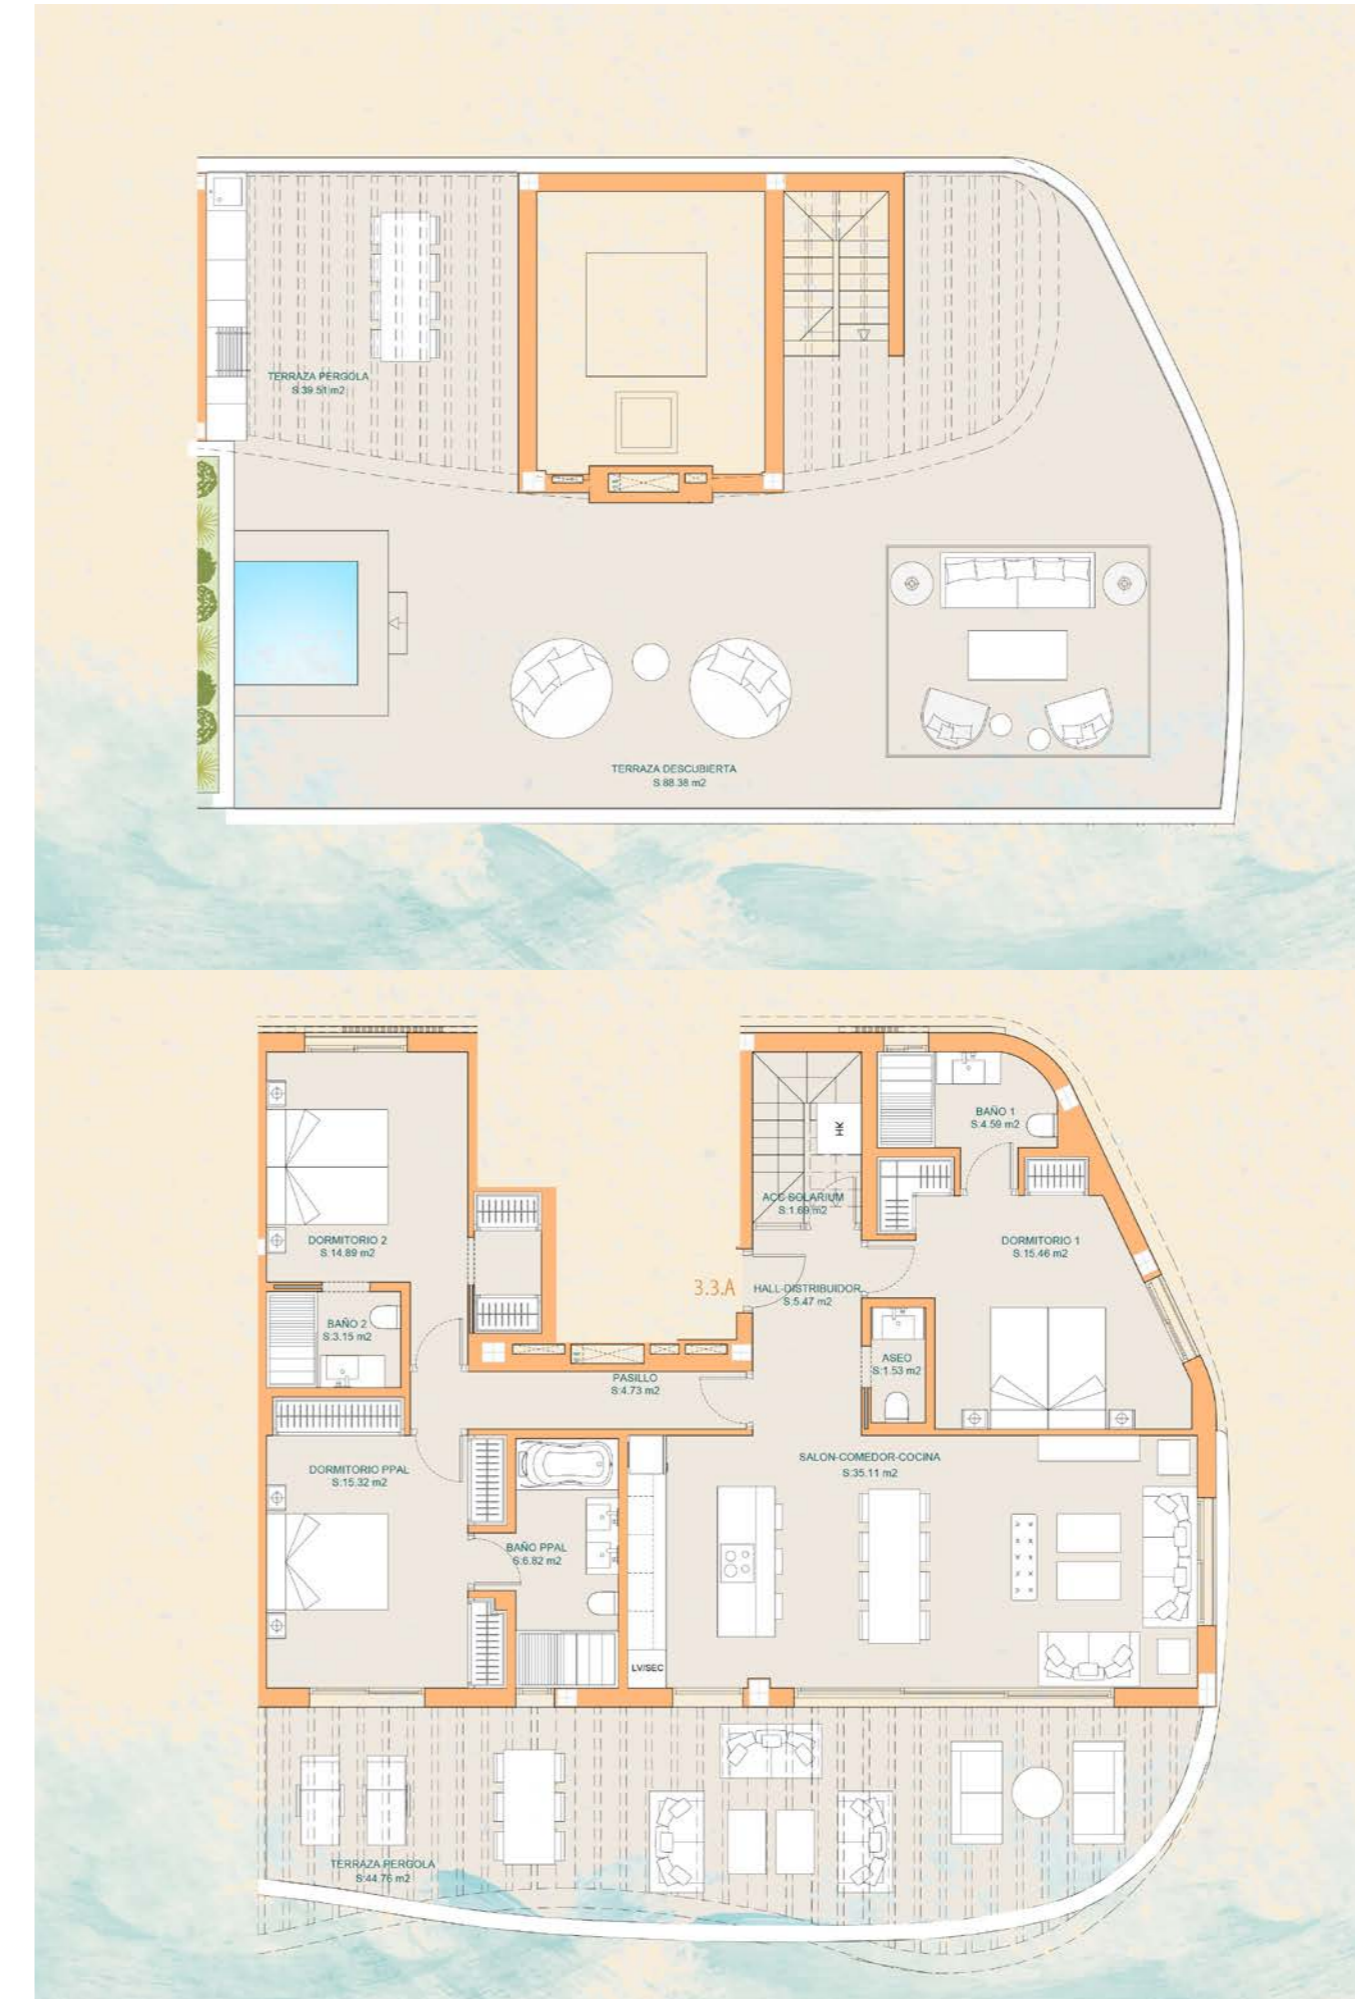 TERRAZA PERGOLA
S:39.51 m2
TERRAZA DESCUBIERTA
S:88.38 m2
BAÑO 1
S:4.59 m2
HK
ACC SOLARIUM
S:1.69 m2
DORMITORIO 2
S:14.89 m2
DORMITORIO 1
S:15.46 m2
3.3.A
HALL-DISTRIBUIDOR
S:5.47 m2
BAÑO 2
S:3.15 m2
ASEO
S:1.53 m2
PASILLO
S:4.73 m2
SALON-COMEDOR-COCINA
S:35.11 m2
DORMITORIO PPAL
S:15.32 m2
BAÑO PPAL
S:6.82 m2
LV/SEC
TERRAZA PERGOLA
S:44.76 m2